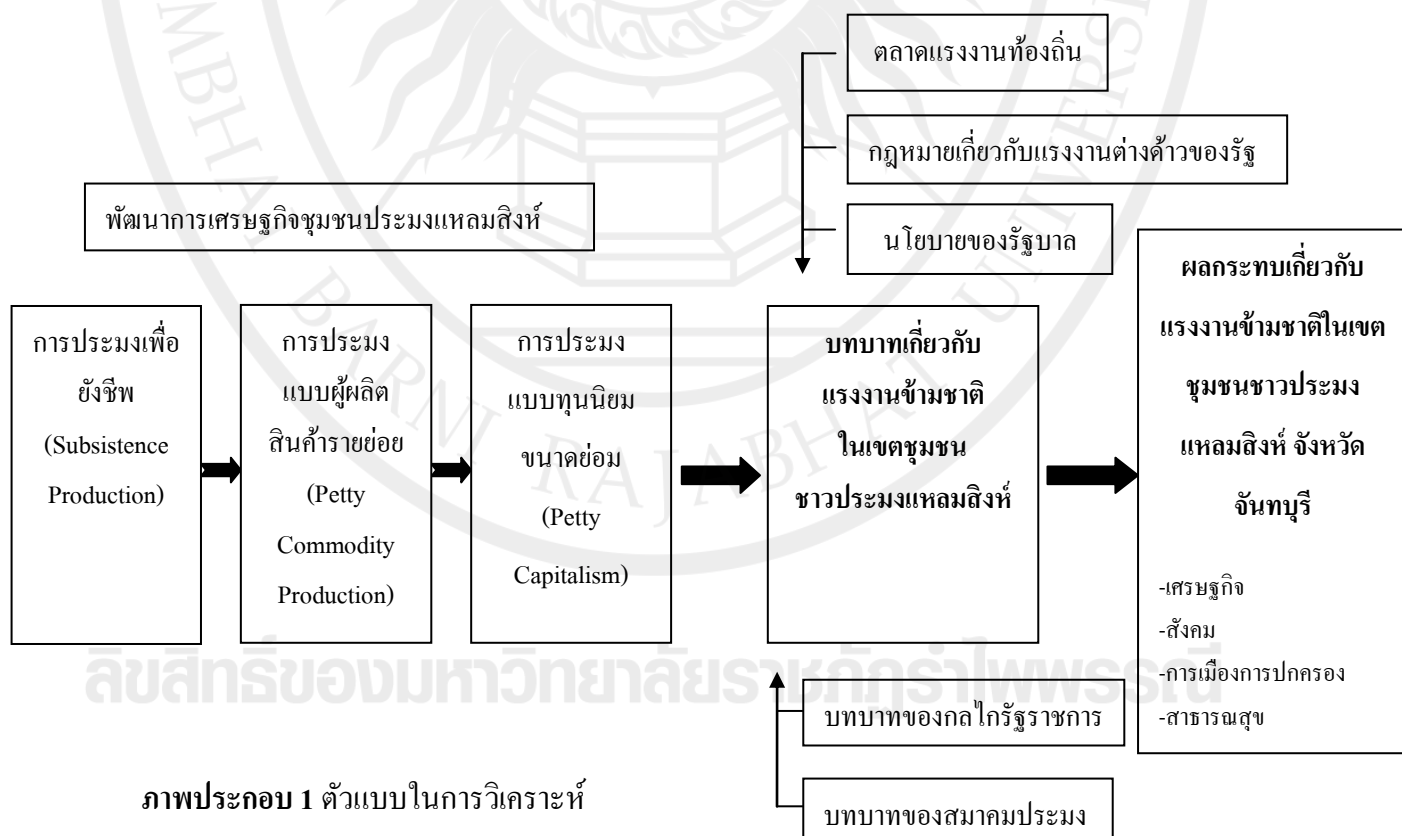 ตลาดแรงงานท้องถิ่น
กฎหมายเกี่ยวกับแรงงานต่างด้าวของรัฐ
นโยบายของรัฐบาล
พัฒนาการเศรษฐกิจชุมชนประมงแหลมสิงห์
การประมงเพื่อ
ยังชีพ
(Subsistence
Production)
การประมง
แบบผู้ผลิต
สินค้ารายย่อย
(Petty
Commodity
Production)
การประมง
แบบทุนนิยม
ขนาดย่อม
(Petty
Capitalism)
บทบาทเกี่ยวกับ
แรงงานข้ามชาติ
ในเขตชุมชน
ชาวประมงแหลมสิงห์
ผลกระทบเกี่ยวกับ
แรงงานข้ามชาติในเขต
ชุมชนชาวประมง
แหลมสิงห์ จังหวัด
จันทบุรี
-เศรษฐกิจ
-สังคม
-การเมืองการปกครอง
-สาธารณสุข
บทบาทของกลไกรัฐราชการ
บทบาทของสมาคมประมง
ภาพประกอบ 1 ตัวแบบในการวิเคราะห์
ลิขสิทธิ์ของมหาวิทยาลัยราชภัฏรำไพพรรณี
MBHAI BARNI RAJABHAT UNIVERSI